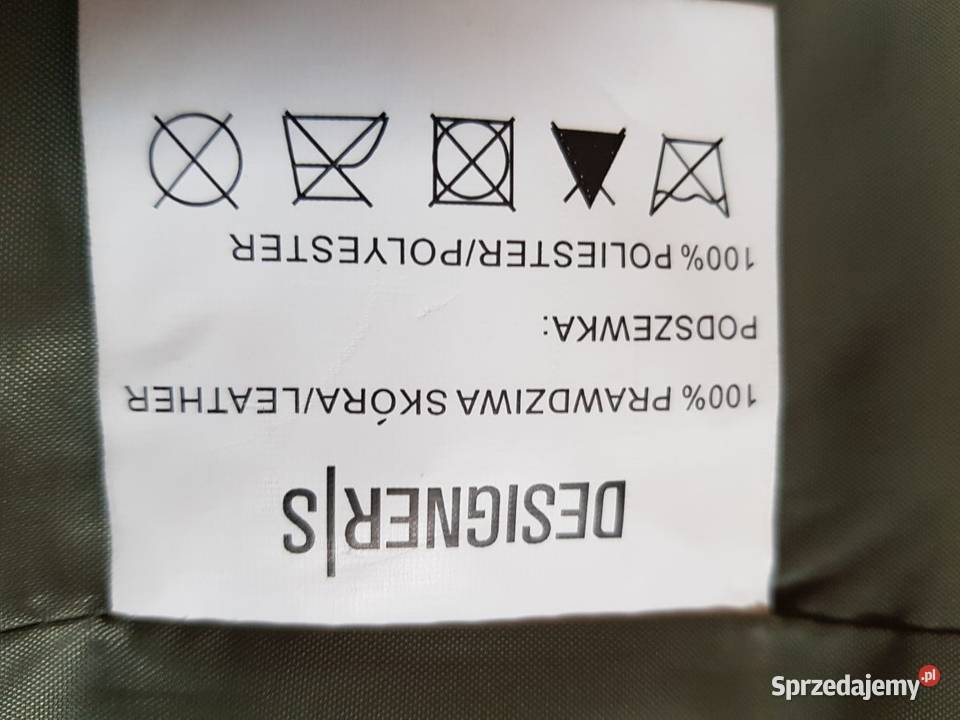 DESIGNER|S
100% PRAWDZIWA SKÓRA/LEATHER
PODSZEWKA:
100% POLIESTER/POLYESTER
Sprzedajemy.pl